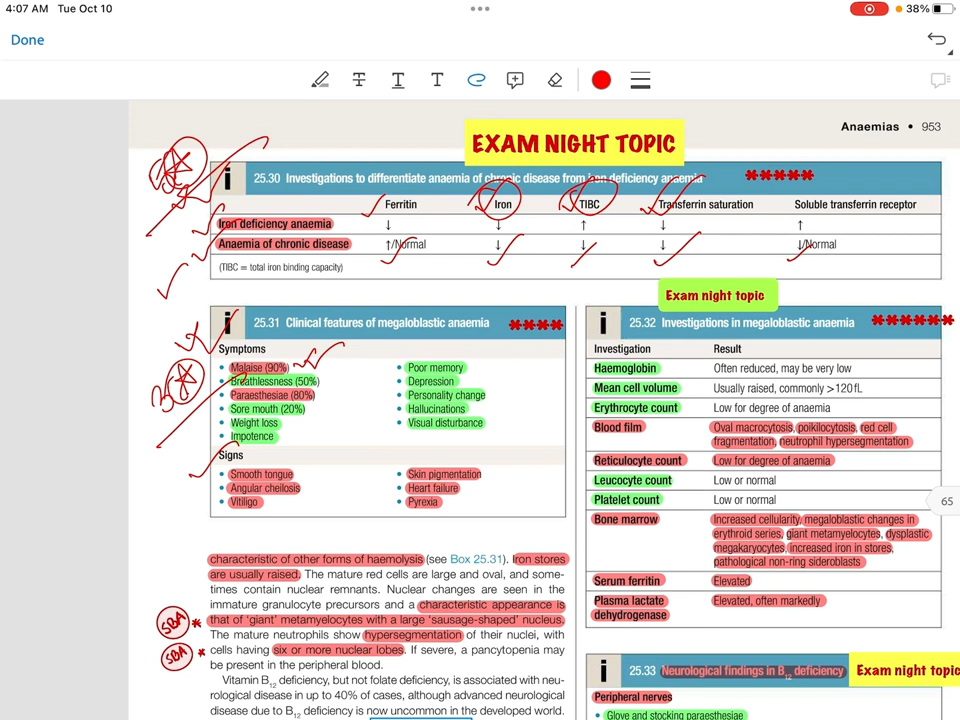 4:07 AM Tue Oct 10
38%
Done
T T T
Anaemias • 953
EXAM NIGHT TOPIC
i 25.30 Investigations to differentiate anaemia of chronic disease from iron deficiency anaemia *****
Ferritin Iron TIBC Transferrin saturation Soluble transferrin receptor
Iron deficiency anaemia ↓ ↓ ↑ ↓ ↑
Anaemia of chronic disease ↑/Normal ↓ ↓ ↓ ↓/Normal
(TIBC = total iron binding capacity)
Exam night topic
i 25.31 Clinical features of megaloblastic anaemia ****
Symptoms
• Malaise (90%)
• Breathlessness (50%)
• Paraesthesiae (80%)
• Sore mouth (20%)
• Weight loss
• Impotence
• Poor memory
• Depression
• Personality change
• Hallucinations
• Visual disturbance
Signs
• Smooth tongue
• Angular cheilosis
• Vitiligo
• Skin pigmentation
• Heart failure
• Pyrexia
characteristic of other forms of haemolysis (see Box 25.31). Iron stores
are usually raised. The mature red cells are large and oval, and some-
times contain nuclear remnants. Nuclear changes are seen in the
immature granulocyte precursors and a characteristic appearance is
SBA * that of 'giant' metamyelocytes with a large 'sausage-shaped' nucleus.
The mature neutrophils show hypersegmentation of their nuclei, with
SBA * cells having six or more nuclear lobes. If severe, a pancytopenia may
be present in the peripheral blood.
Vitamin B12 deficiency, but not folate deficiency, is associated with neu-
rological disease in up to 40% of cases, although advanced neurological
disease due to B12 deficiency is now uncommon in the developed world.
i 25.32 Investigations in megaloblastic anaemia ******
Investigation Result
Haemoglobin Often reduced, may be very low
Mean cell volume Usually raised, commonly >120 fL
Erythrocyte count Low for degree of anaemia
Blood film Oval macrocytosis, poikilocytosis, red cell
fragmentation, neutrophil hypersegmentation
Reticulocyte count Low for degree of anaemia
Leucocyte count Low or normal
Platelet count Low or normal
Bone marrow Increased cellularity, megaloblastic changes in
erythroid series, giant metamyelocytes, dysplastic
megakaryocytes, increased iron in stores,
pathological non-ring sideroblasts
Serum ferritin Elevated
Plasma lactate Elevated, often markedly
dehydrogenase
65
i 25.33 Neurological findings in B12 deficiency Exam night topic
Peripheral nerves
• Glove and stocking paraesthesiae